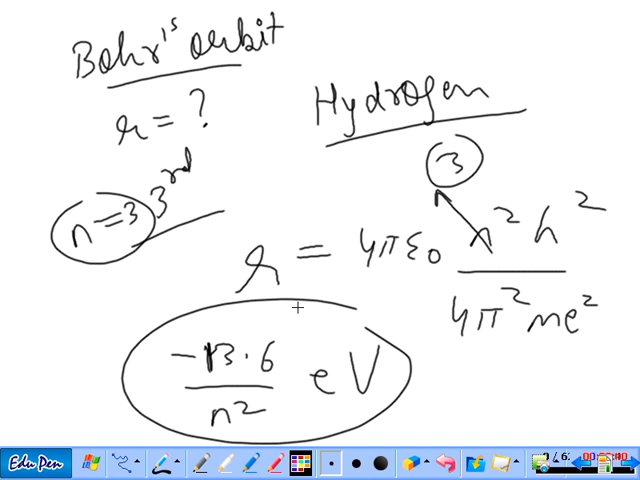 Bohr's orbit
r = ?
n=3 3rd
Hydrogen
3
r = 4πε0 n²h² / 4π²me²
-13.6 / n² eV
Edu Pen